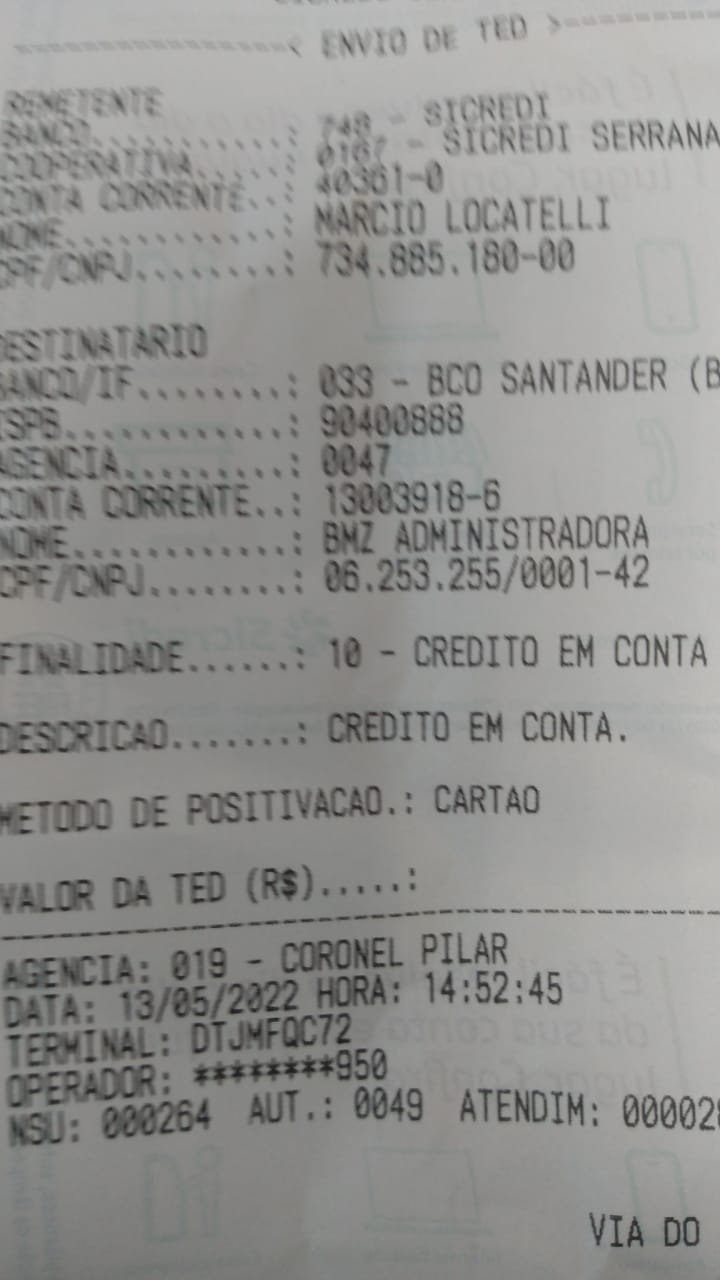 < ENVIO DE TED >
REMETENTE
BANCO............: 748 - SICREDI
COOPERATIVA......: 0167 - SICREDI SERRANA
CONTA CORRENTE..: 40361-0
NOME.............: MARCIO LOCATELLI
CPF/CNPJ.........: 734.885.180-00
DESTINATARIO
BANCO/IF.........: 033 - BCO SANTANDER (B
ISPB.............: 90400888
AGENCIA..........: 0047
CONTA CORRENTE..: 13003918-6
NOME.............: BMZ ADMINISTRADORA
CPF/CNPJ.........: 06.253.255/0001-42
FINALIDADE......: 10 - CREDITO EM CONTA
DESCRICAO.......: CREDITO EM CONTA.
METODO DE POSITIVACAO.: CARTAO
VALOR DA TED (R$).....:
AGENCIA: 019 - CORONEL PILAR
DATA: 13/05/2022 HORA: 14:52:45
TERMINAL: DTJMFQC72
OPERADOR: ********950
NSU: 000264 AUT.: 0049 ATENDIM: 000028
VIA DO